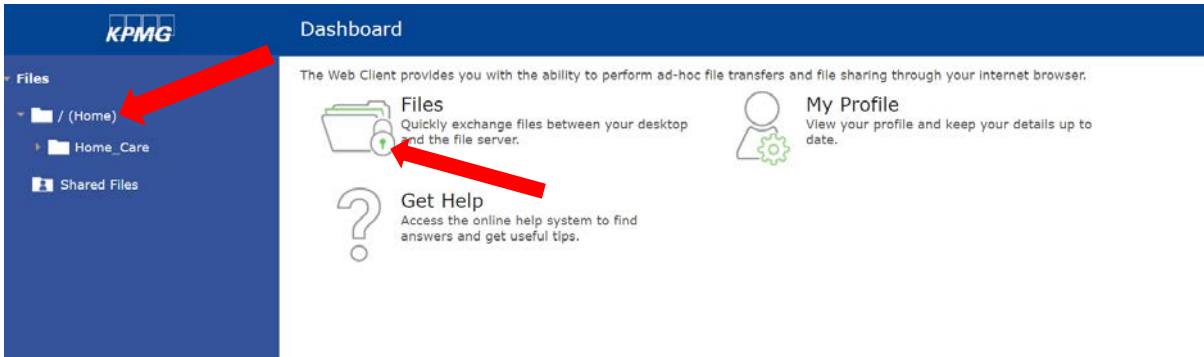 KPMG
Dashboard
Files
/ (Home)
Home_Care
Shared Files
The Web Client provides you with the ability to perform ad-hoc file transfers and file sharing through your internet browser.
Files
Quickly exchange files between your desktop
and the file server.
My Profile
View your profile and keep your details up to
date.
Get Help
Access the online help system to find
answers and get useful tips.